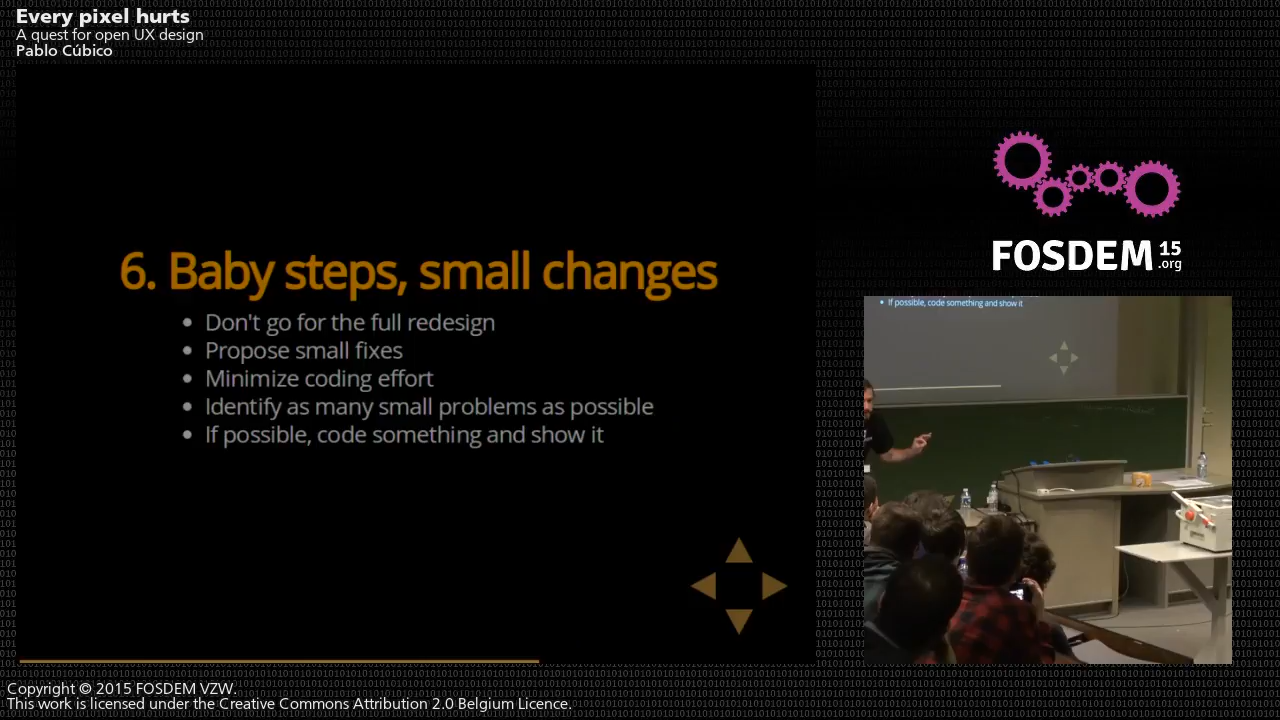 Every pixel hurts
A quest for open UX design
Pablo Cúbico
6. Baby steps, small changes
Don't go for the full redesign
Propose small fixes
Minimize coding effort
Identify as many small problems as possible
If possible, code something and show it
FOSDEM 15
.org
If possible, code something and show it
Copyright © 2015 FOSDEM VZW.
This work is licensed under the Creative Commons Attribution 2.0 Belgium Licence.